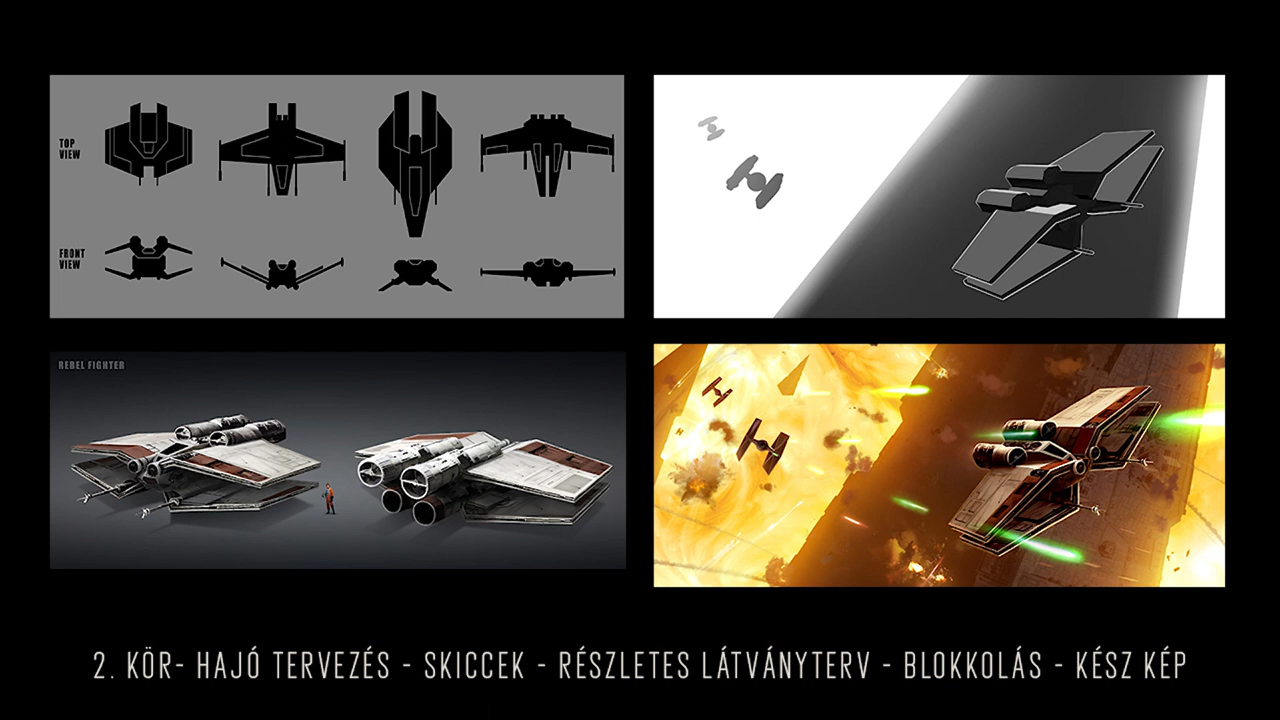 TOP
VIEW
FRONT
VIEW
REBEL FIGHTER
2. KÖR- HAJÓ TERVEZÉS - SKICCEK - RÉSZLETES LÁTVÁNYTERV - BLOKKOLÁS - KÉSZ KÉP